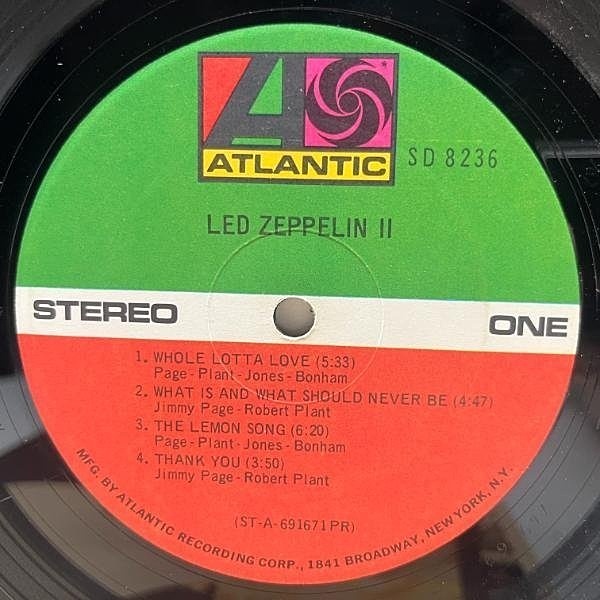 ATLANTIC SD 8236
LED ZEPPELIN II
STEREO ONE
1. WHOLE LOTTA LOVE (5:33)
Page-Plant-Jones-Bonham
2. WHAT IS AND WHAT SHOULD NEVER BE (4:47)
Jimmy Page-Robert Plant
3. THE LEMON SONG (6:20)
Page-Plant-Jones-Bonham
4. THANK YOU (3:50)
Jimmy Page-Robert Plant
(ST-A-691671PR)
MFG. BY ATLANTIC RECORDING CORP., 1841 BROADWAY, NEW YORK, N.Y.